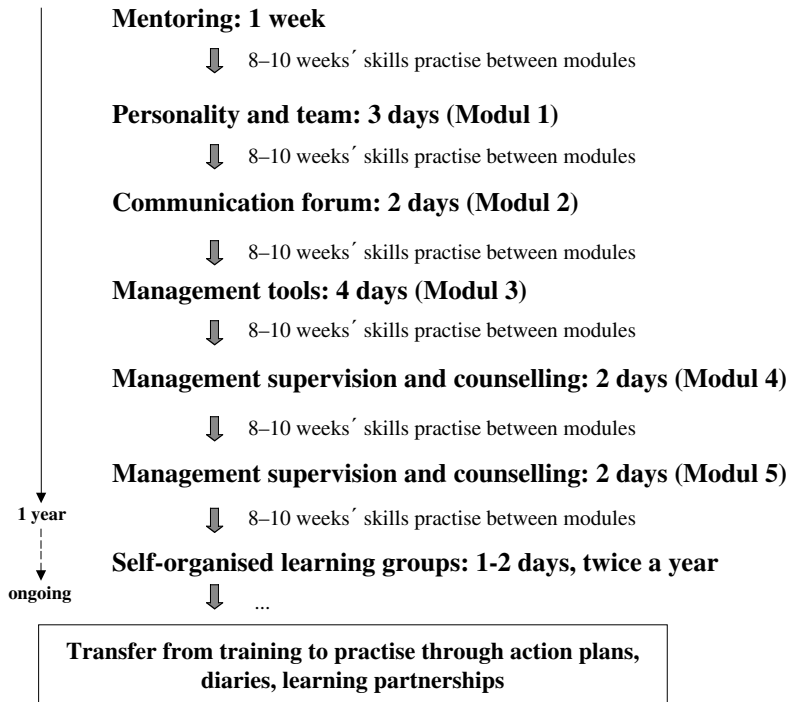 Mentoring: 1 week
8–10 weeks´ skills practise between modules
Personality and team: 3 days (Modul 1)
8–10 weeks´ skills practise between modules
Communication forum: 2 days (Modul 2)
8–10 weeks´ skills practise between modules
Management tools: 4 days (Modul 3)
8–10 weeks´ skills practise between modules
Management supervision and counselling: 2 days (Modul 4)
8–10 weeks´ skills practise between modules
Management supervision and counselling: 2 days (Modul 5)
1 year
8–10 weeks´ skills practise between modules
Self-organised learning groups: 1-2 days, twice a year
ongoing
...
Transfer from training to practise through action plans,
diaries, learning partnerships